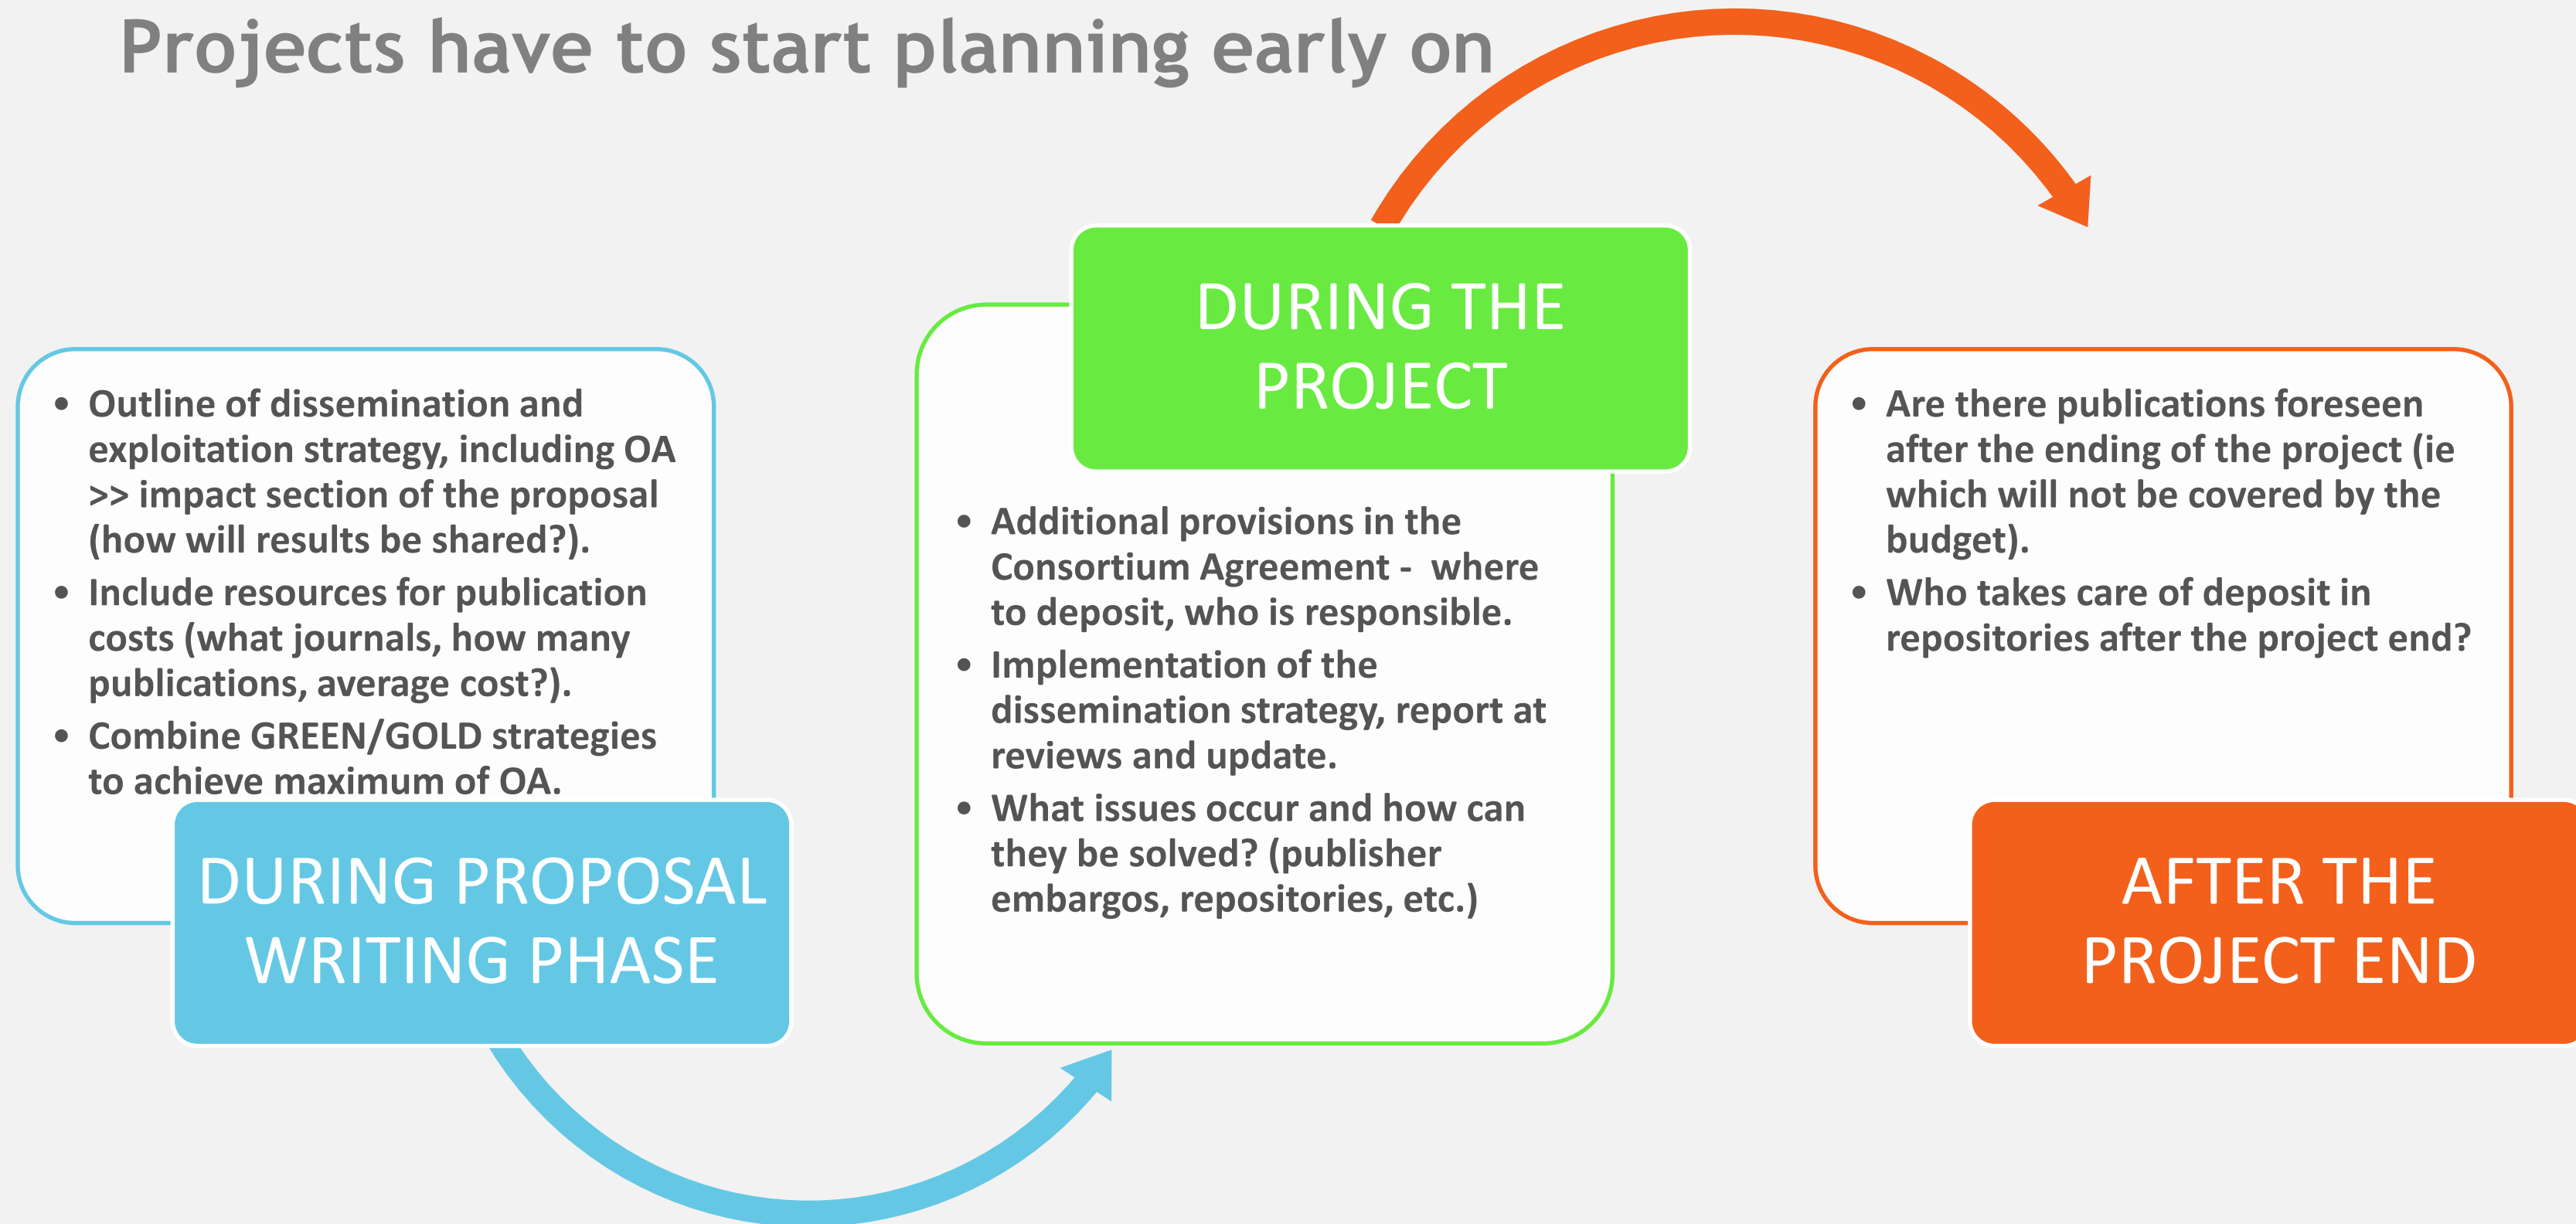 Projects have to start planning early on
• Outline of dissemination and
exploitation strategy, including OA
>> impact section of the proposal
(how will results be shared?).
• Include resources for publication
costs (what journals, how many
publications, average cost?).
• Combine GREEN/GOLD strategies
to achieve maximum of OA.
DURING PROPOSAL
WRITING PHASE
DURING THE
PROJECT
• Additional provisions in the
Consortium Agreement -  where
to deposit, who is responsible.
• Implementation of the
dissemination strategy, report at
reviews and update.
• What issues occur and how can
they be solved? (publisher
embargos, repositories, etc.)
• Are there publications foreseen
after the ending of the project (ie
which will not be covered by the
budget).
• Who takes care of deposit in
repositories after the project end?
AFTER THE
PROJECT END